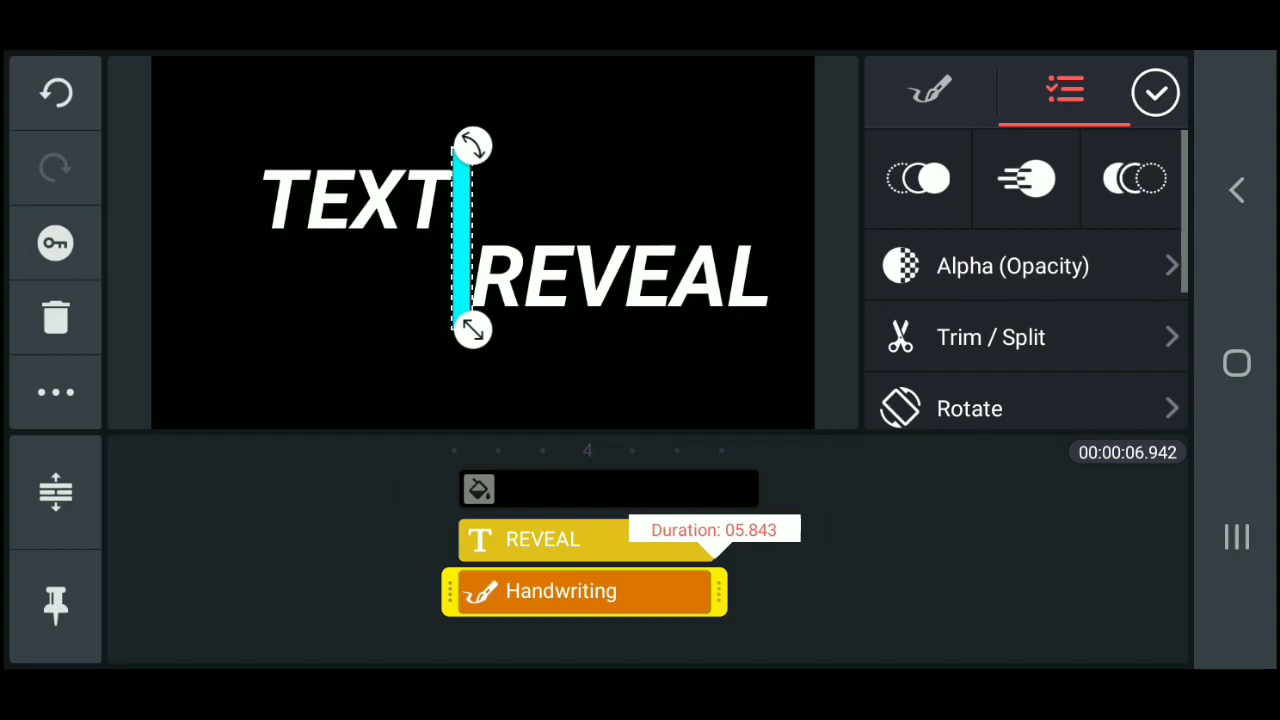 TEXT
REVEAL
Alpha (Opacity)
Trim / Split
Rotate
4
00:00:06.942
REVEAL
Duration: 05.843
Handwriting